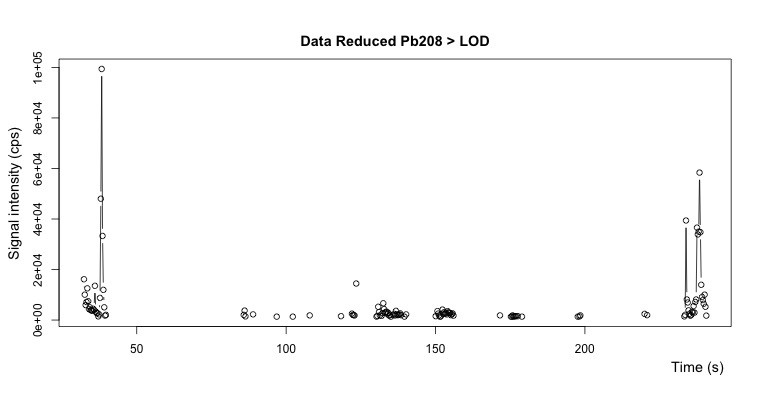 Data Reduced Pb208 > LOD
Signal intensity (cps)
1e+05
8e+04
6e+04
4e+04
2e+04
0e+00
50 100 150 200
Time (s)